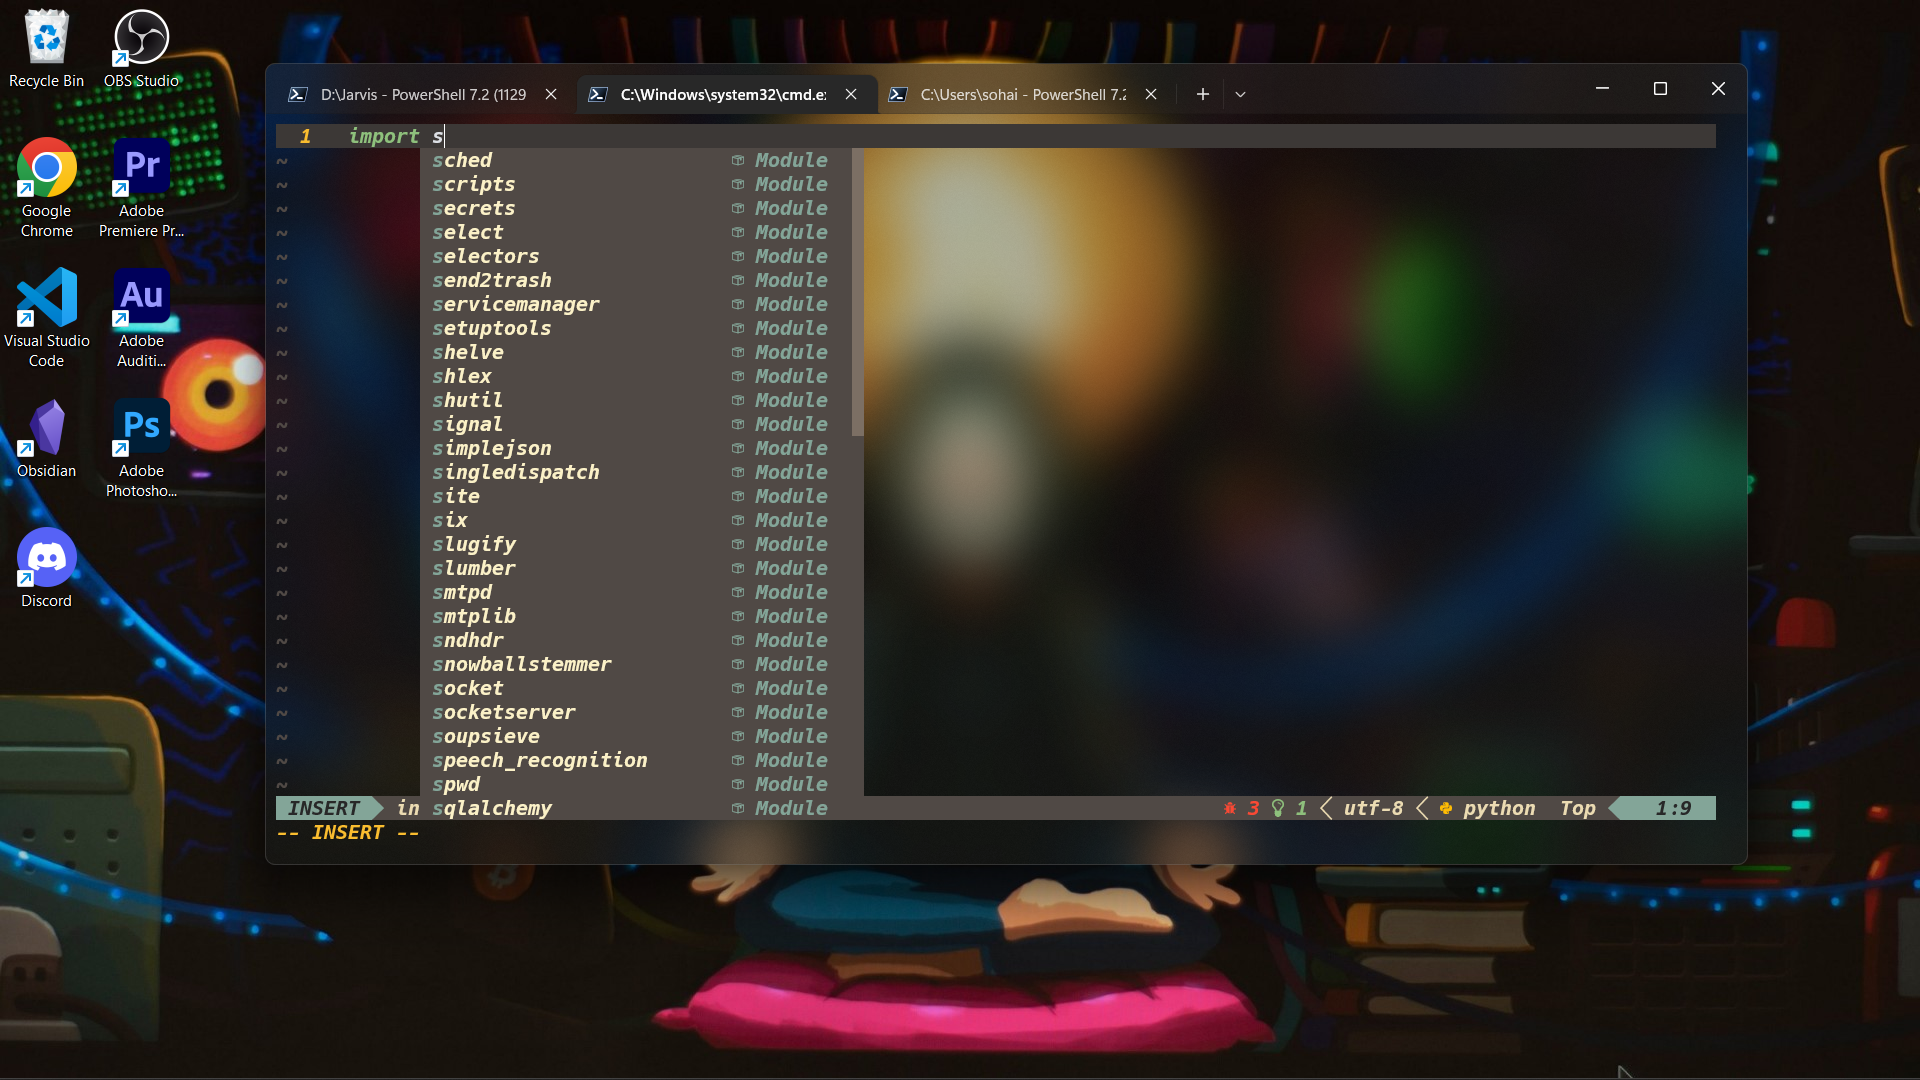 Recycle Bin
OBS Studio
Google
Chrome
Pr
Adobe
Premiere Pr...
Visual Studio
Code
Au
Adobe
Auditi...
Obsidian
Ps
Adobe
Photosho...
Discord
D:\Jarvis - PowerShell 7.2 (1129
C:\Windows\system32\cmd.e
C:\Users\sohai - PowerShell 7.2
1 import s
~ sched Module
~ scripts Module
~ secrets Module
~ select Module
~ selectors Module
~ send2trash Module
~ servicemanager Module
~ setuptools Module
~ shelve Module
~ shlex Module
~ shutil Module
~ signal Module
~ simplejson Module
~ singledispatch Module
~ site Module
~ six Module
~ slugify Module
~ slumber Module
~ smtpd Module
~ smtplib Module
~ sndhdr Module
~ snowballstemmer Module
~ socket Module
~ socketserver Module
~ soupsieve Module
~ speech_recognition Module
~ spwd Module
INSERT in sqlalchemy Module 3 1 utf-8 python Top 1:9
-- INSERT --